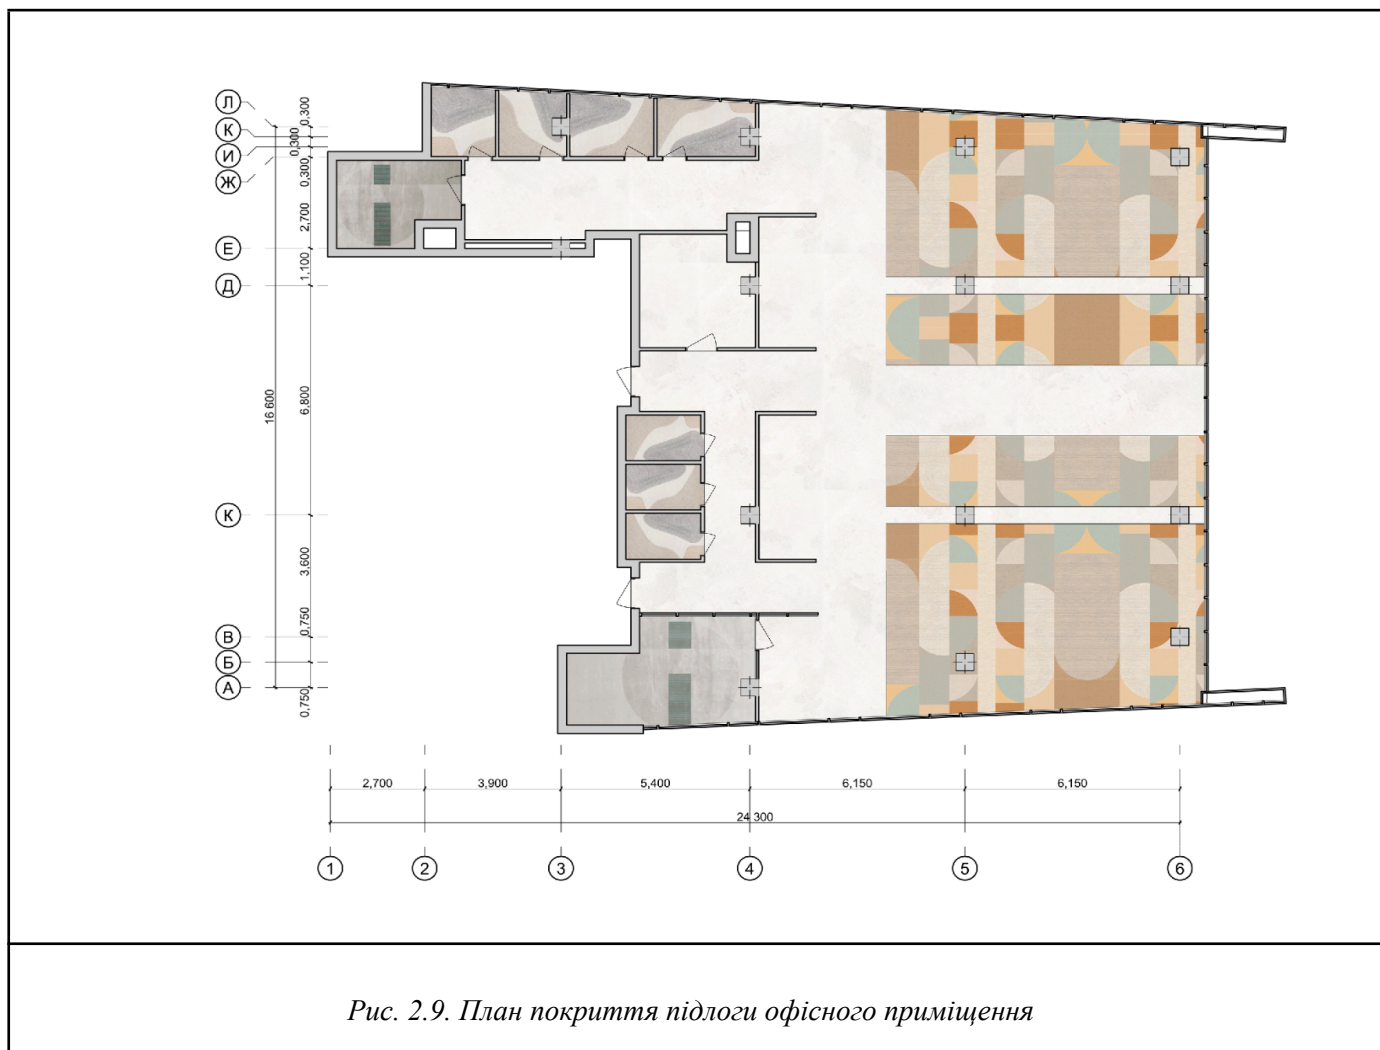 Л
К
И
Ж
Е
Д
К
В
Б
А
0,300
0,300
0,300
2,700
1,100
6,800
3,600
0,750
0,750
16 600
2,700
3,900
5,400
6,150
6,150
24 300
1
2
3
4
5
6
Рис. 2.9. План покриття підлоги офісного приміщення